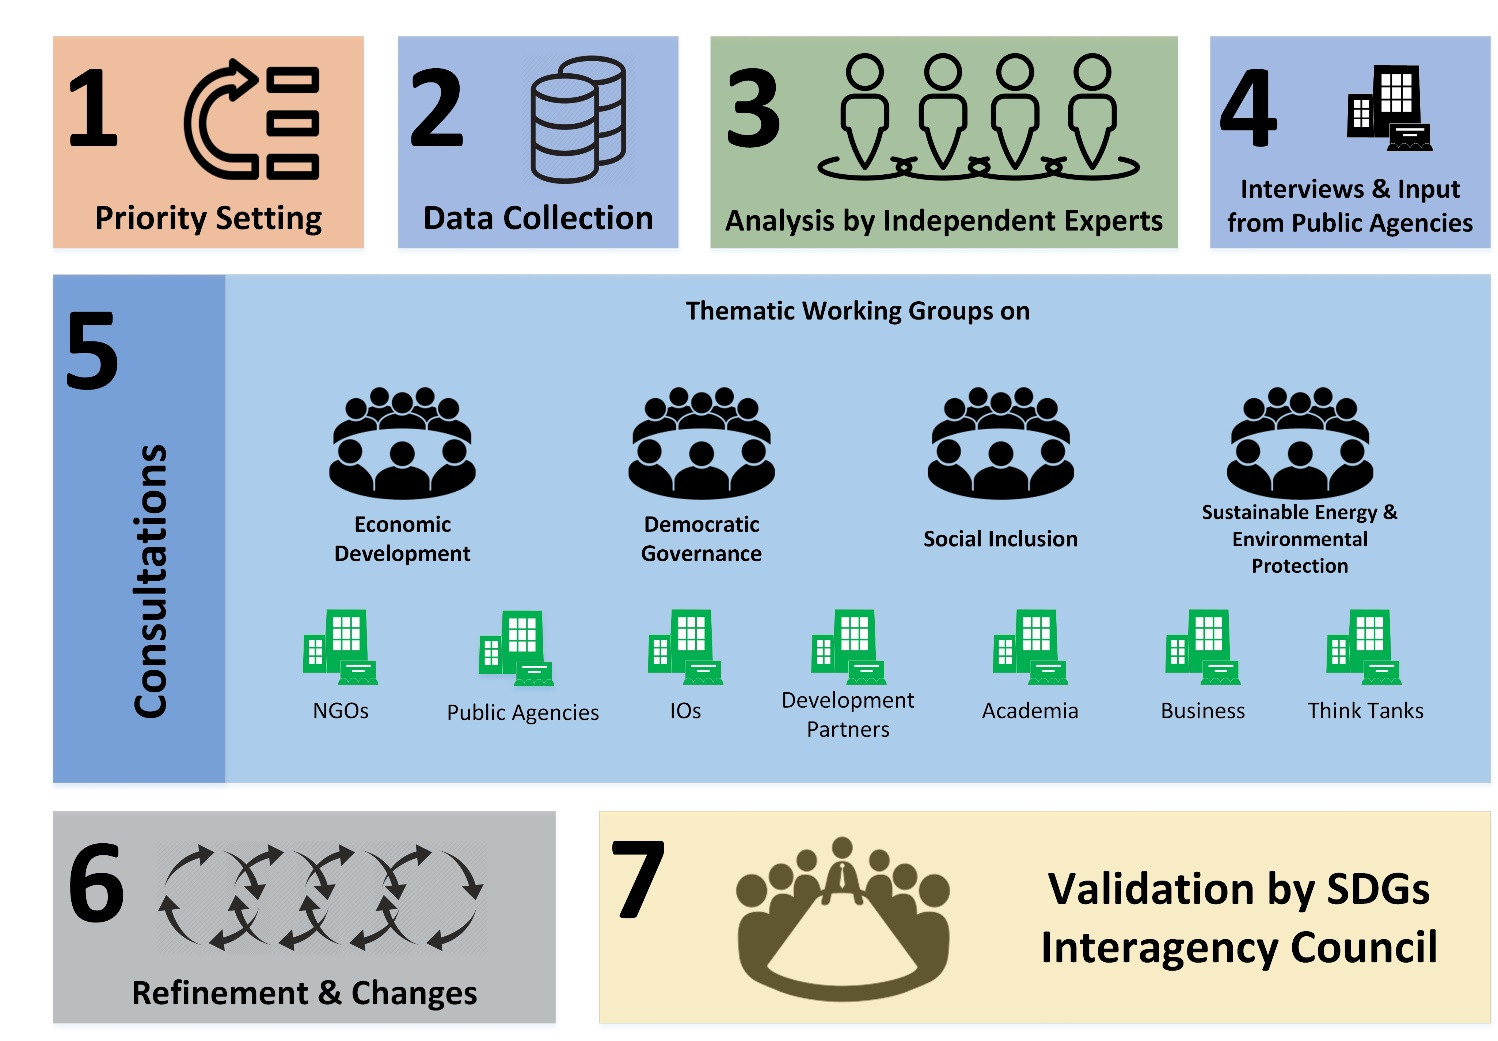 1
Priority Setting
2
Data Collection
3
Analysis by Independent Experts
4
Interviews & Input
from Public Agencies
5
Consultations
Thematic Working Groups on
Economic
Development
Democratic
Governance
Social Inclusion
Sustainable Energy &
Environmental
Protection
NGOs
Public Agencies
IOs
Development
Partners
Academia
Business
Think Tanks
6
Refinement & Changes
7
Validation by SDGs
Interagency Council